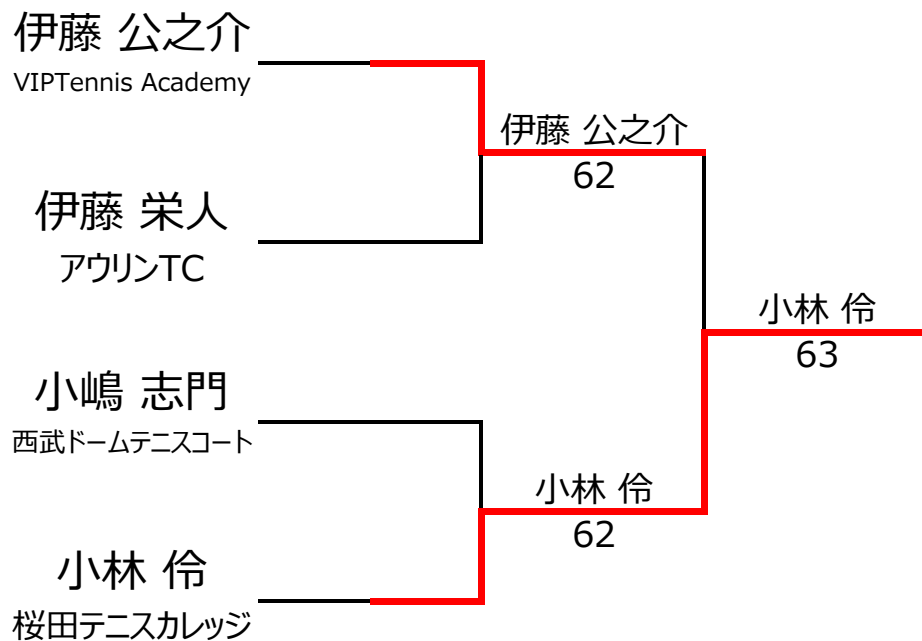 伊藤 公之介
VIPTennis Academy
伊藤 公之介
62
伊藤 栄人
アウリンTC
小林 伶
63
小嶋 志門
西武ドームテニスコート
小林 伶
62
小林 伶
桜田テニスカレッジ